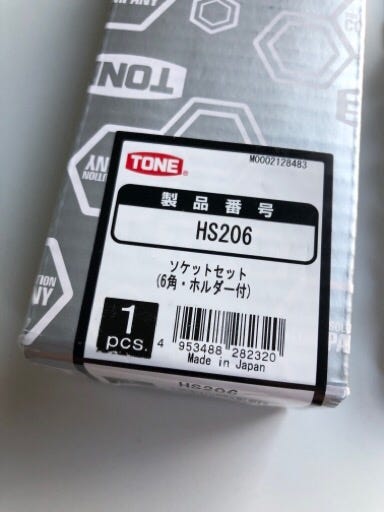 TONE
TONE
M0002128483
製品番号
HS206
ソケットセット
(6角・ホルダー付)
1
pcs.
4 953488 282320
Made in Japan
HS206